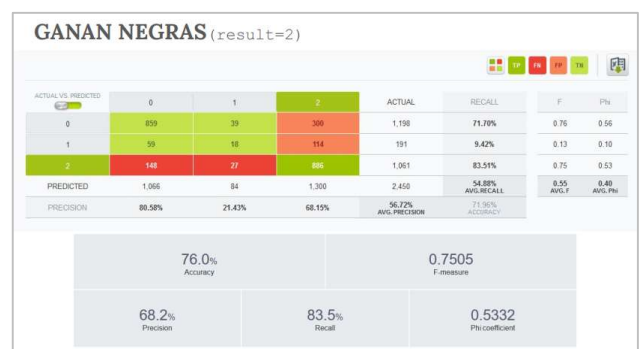 GANAN NEGRAS (result=2)
TP FN FP TN
ACTUAL VS. PREDICTED 0 1 2 ACTUAL RECALL F Phi
0 859 39 300 1,198 71.70% 0.76 0.56
1 59 18 114 191 9.42% 0.13 0.10
2 148 27 886 1,061 83.51% 0.75 0.53
PREDICTED 1,066 84 1,300 2,450 54.88% AVG. RECALL 0.55 AVG. F 0.40 AVG. Phi
PRECISION 80.58% 21.43% 68.15% 56.72% AVG. PRECISION 71.96% ACCURACY
76.0% 0.7505
Accuracy F-measure
68.2% 83.5% 0.5332
Precision Recall Phi coefficient